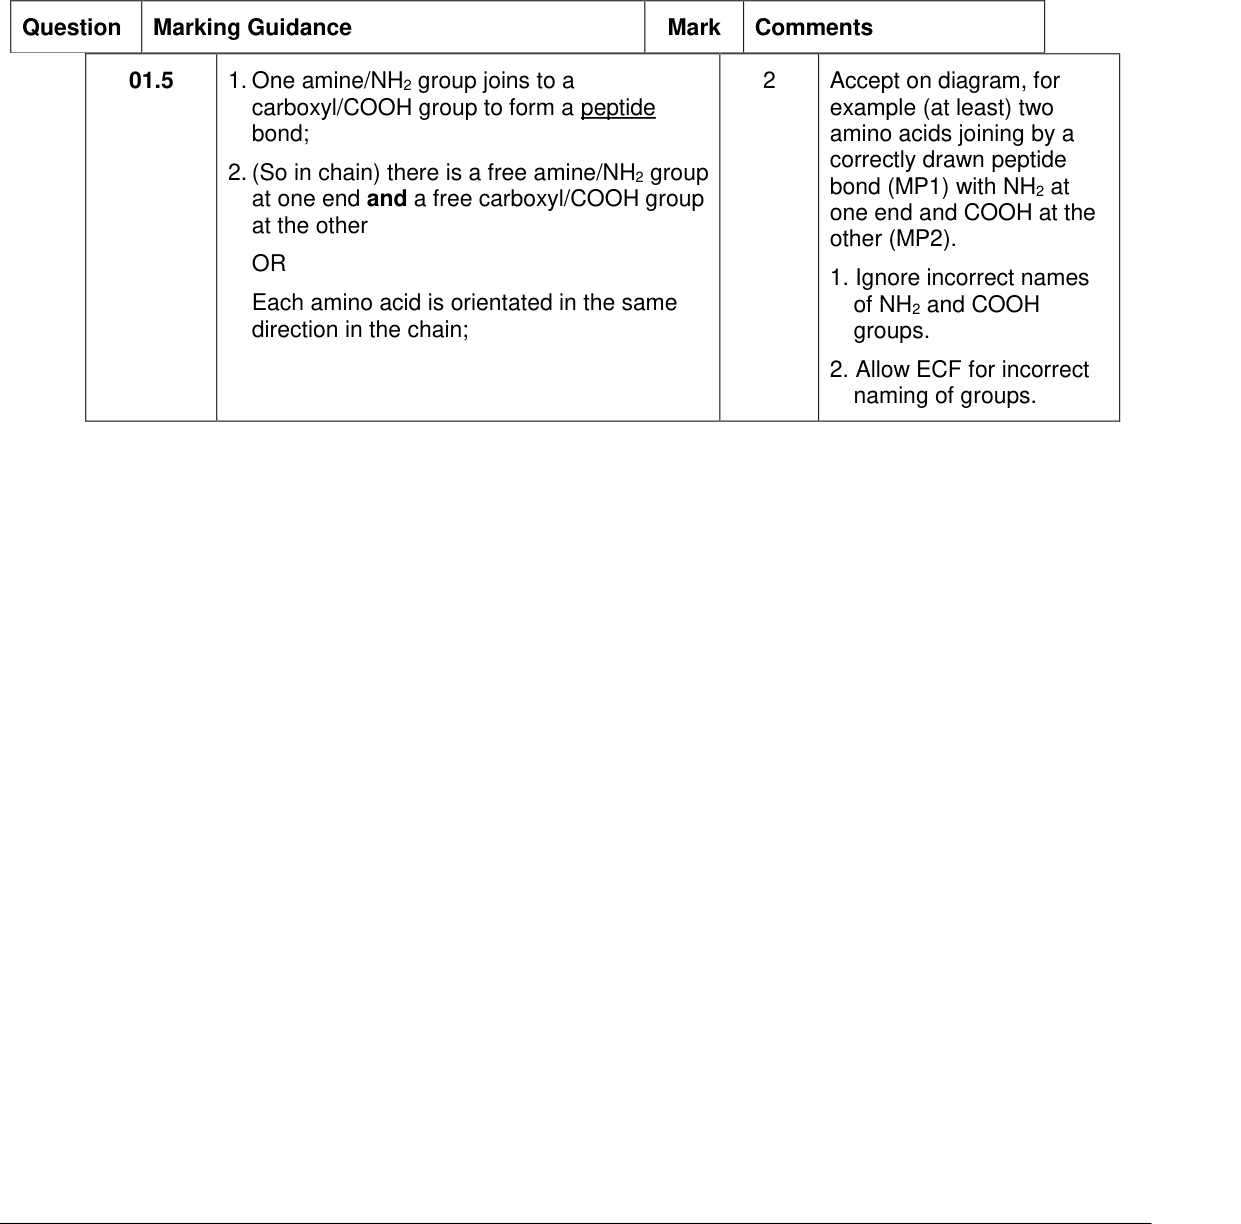 Question Marking Guidance Mark Comments
01.5
1. One amine/NH₂ group joins to a
carboxyl/COOH group to form a peptide
bond;
2. (So in chain) there is a free amine/NH₂ group
at one end and a free carboxyl/COOH group
at the other
OR
Each amino acid is orientated in the same
direction in the chain;
2
Accept on diagram, for
example (at least) two
amino acids joining by a
correctly drawn peptide
bond (MP1) with NH₂ at
one end and COOH at the
other (MP2).
1. Ignore incorrect names
of NH₂ and COOH
groups.
2. Allow ECF for incorrect
naming of groups.